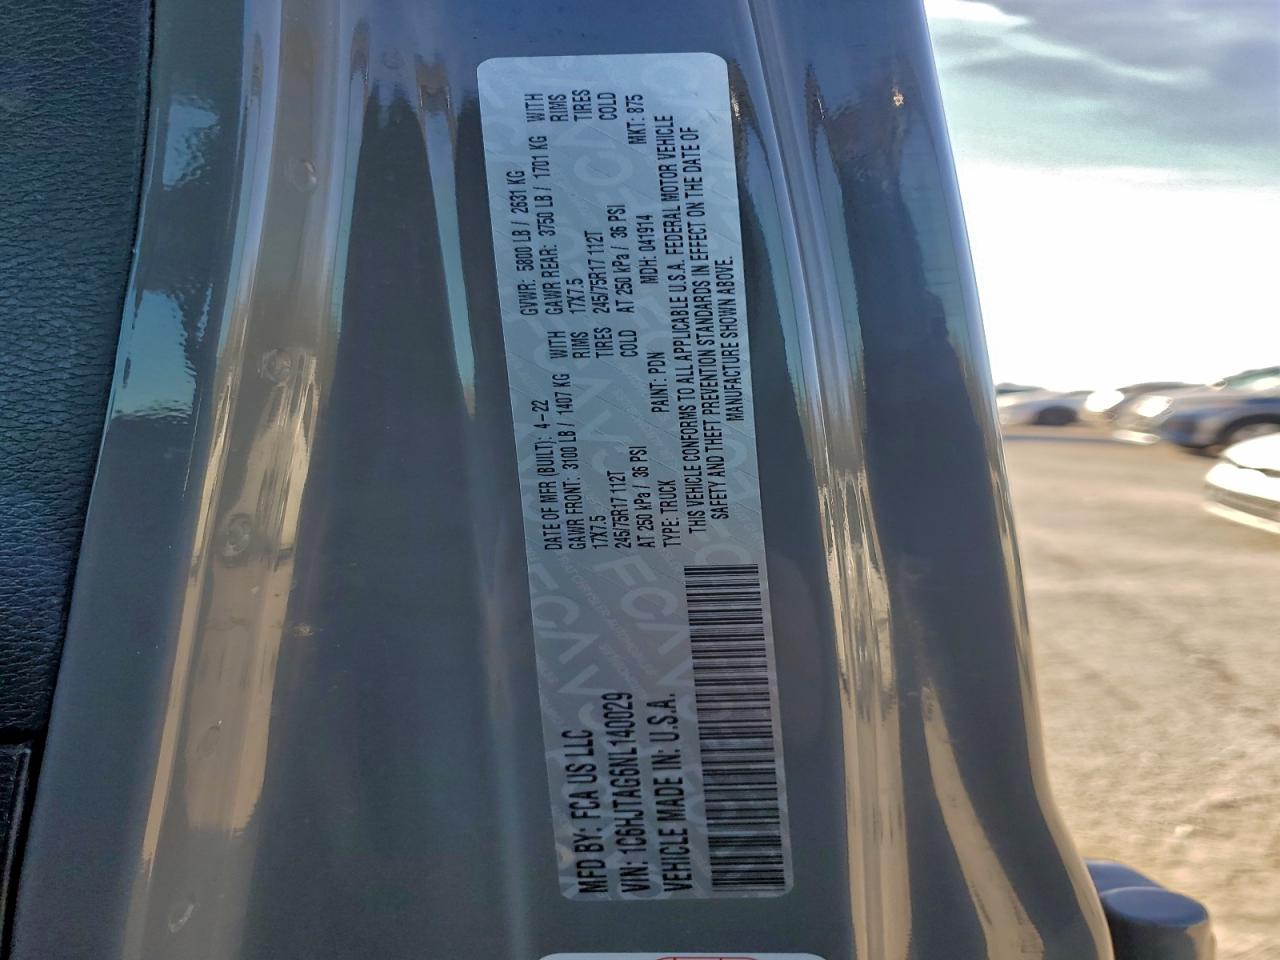 MFD BY: FCA US LLC
VIN: 1C6HJTAG6NL140029
VEHICLE MADE IN: U.S.A.
DATE OF MFR (BUILT): 4-22 GVWR: 5800 LB / 2631 KG
GAWR FRONT: 3100 LB / 1407 KG WITH GAWR REAR: 3750 LB / 1701 KG WITH
17X7.5 RIMS 17X7.5 RIMS
245/75R17 112T TIRES 245/75R17 112T TIRES
AT 250 kPa / 36 PSI COLD AT 250 kPa / 36 PSI COLD
TYPE: TRUCK PAINT: PDN MDH: 041914 MKT: 875
THIS VEHICLE CONFORMS TO ALL APPLICABLE U.S.A. FEDERAL MOTOR VEHICLE
SAFETY AND THEFT PREVENTION STANDARDS IN EFFECT ON THE DATE OF
MANUFACTURE SHOWN ABOVE.